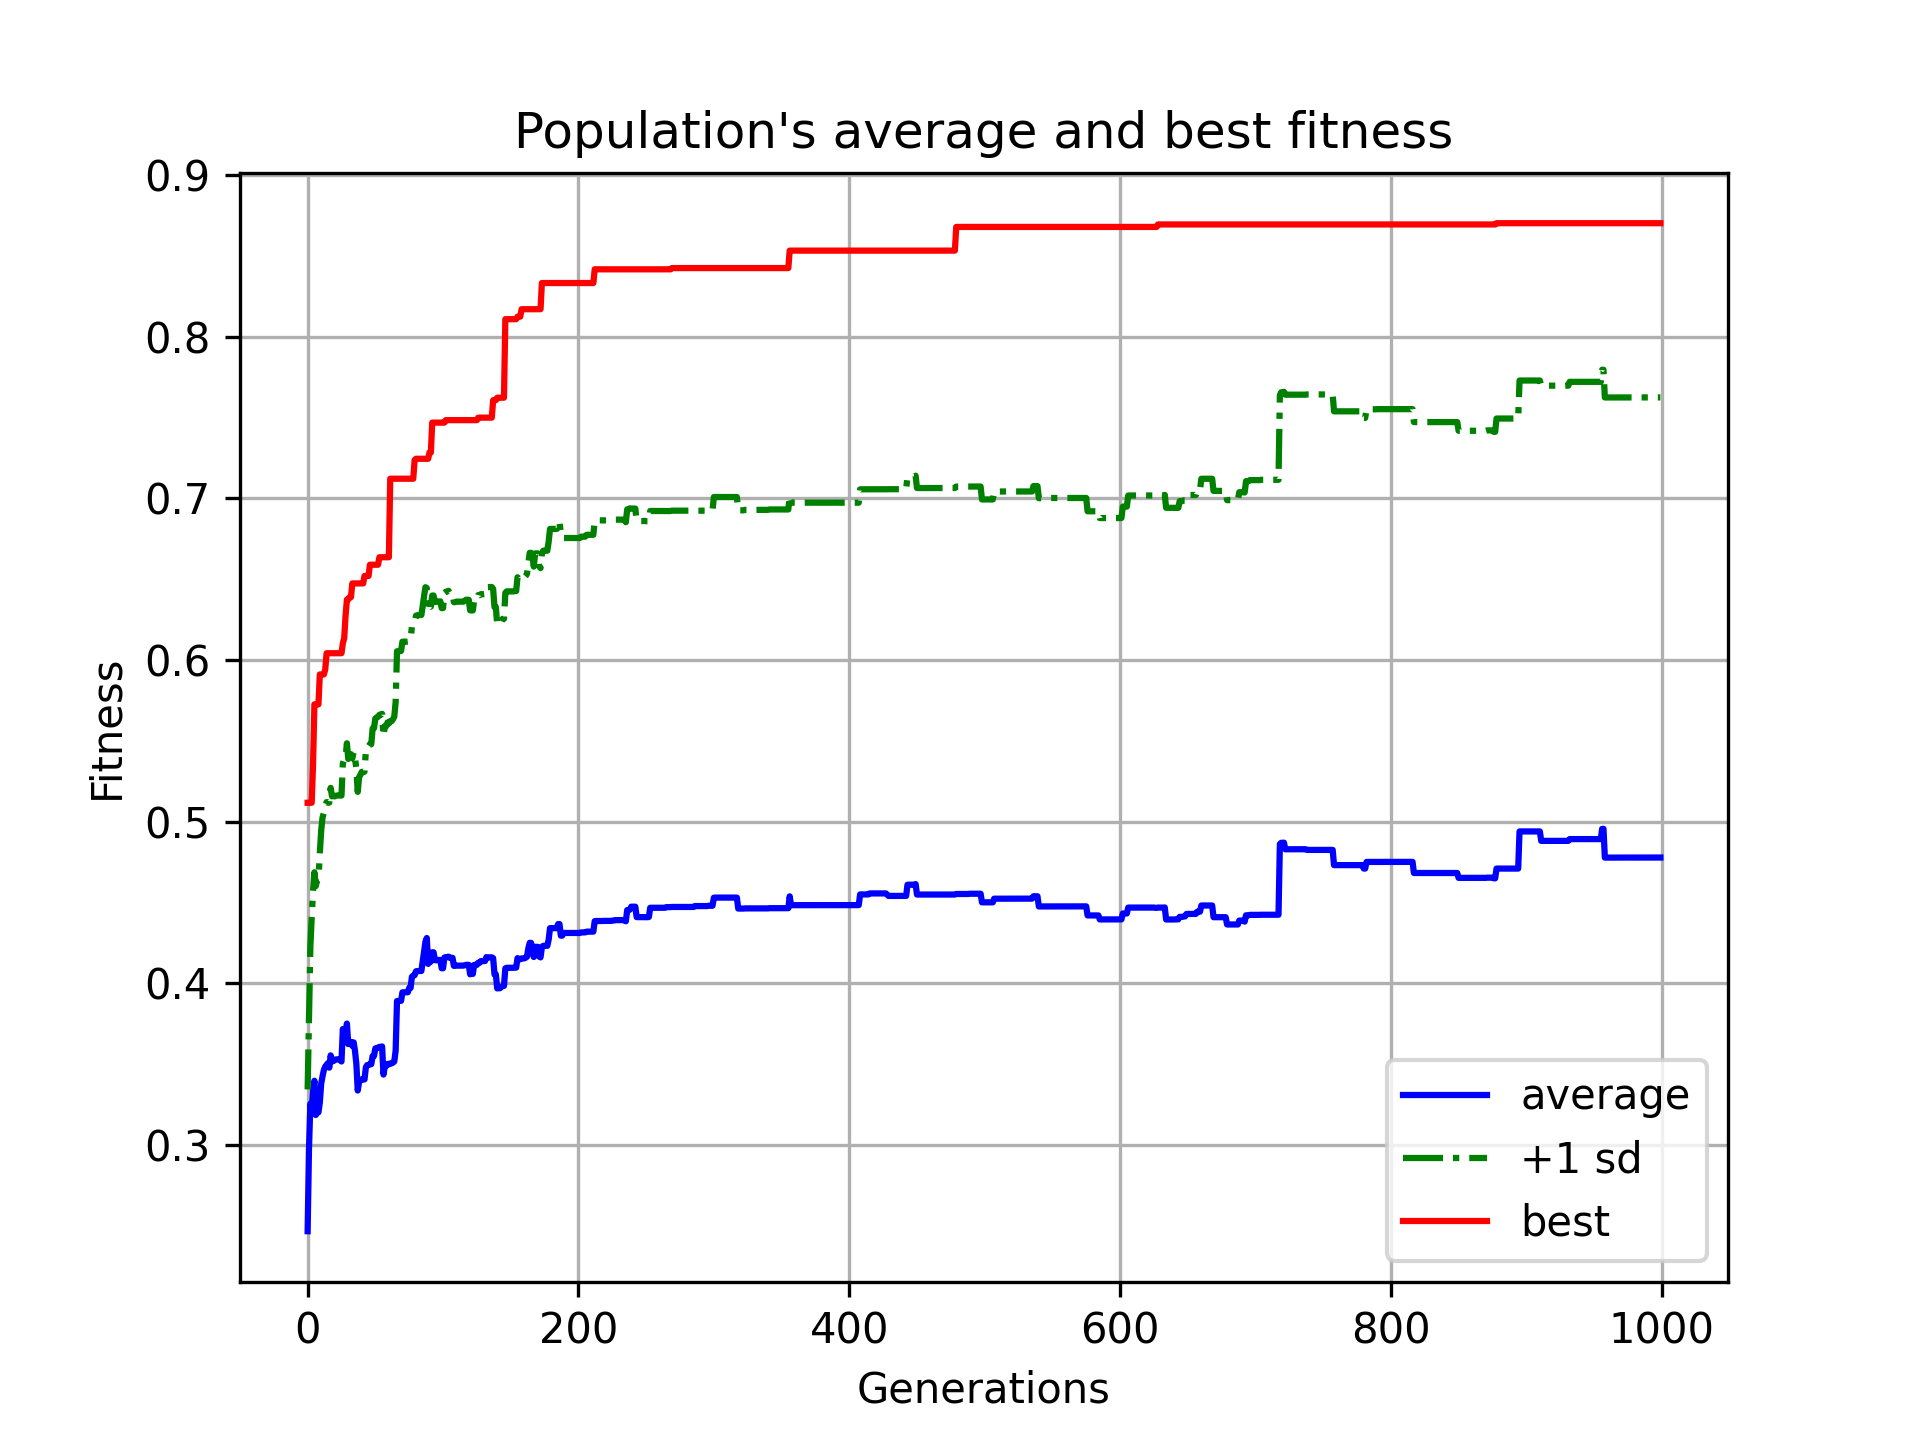 Population's average and best fitness
0.9
0.8
0.7
0.6
0.5
0.4
0.3
Fitness
average
+1 sd
best
0 200 400 600 800 1000
Generations